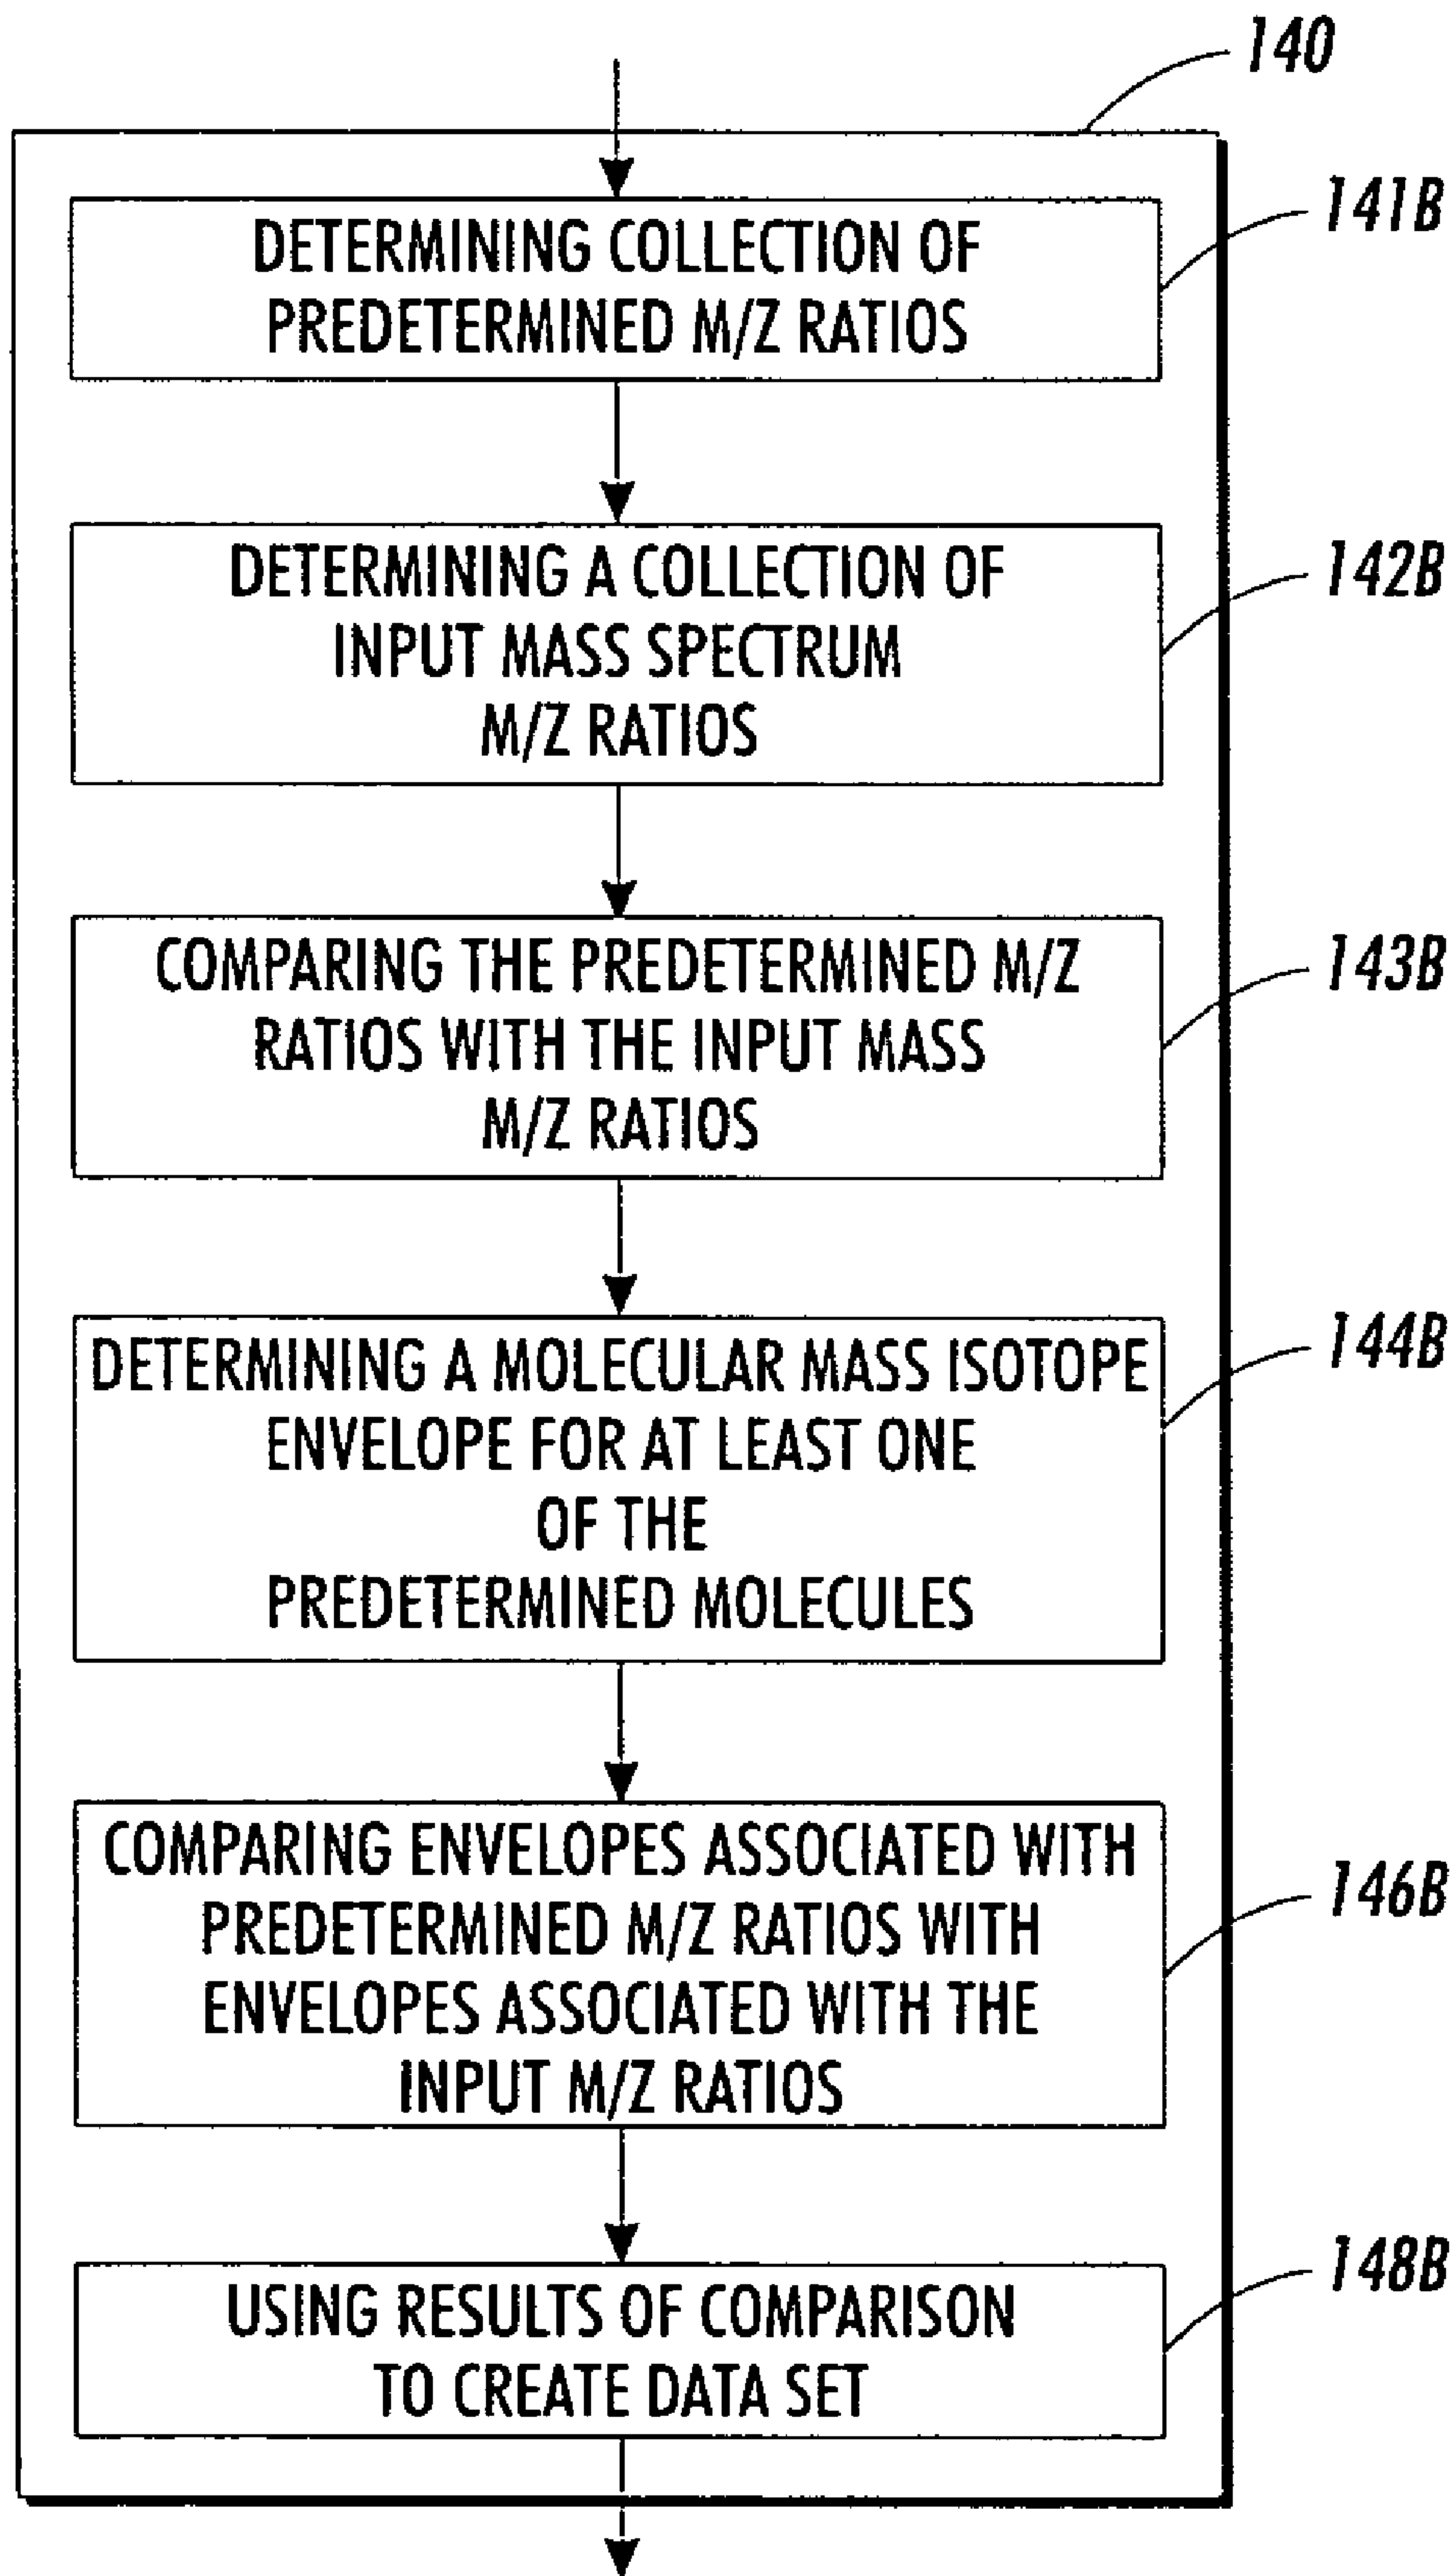 140
141B
DETERMINING COLLECTION OF
PREDETERMINED M/Z RATIOS
142B
DETERMINING A COLLECTION OF
INPUT MASS SPECTRUM
M/Z RATIOS
143B
COMPARING THE PREDETERMINED M/Z
RATIOS WITH THE INPUT MASS
M/Z RATIOS
144B
DETERMINING A MOLECULAR MASS ISOTOPE
ENVELOPE FOR AT LEAST ONE
OF THE
PREDETERMINED MOLECULES
146B
COMPARING ENVELOPES ASSOCIATED WITH
PREDETERMINED M/Z RATIOS WITH
ENVELOPES ASSOCIATED WITH THE
INPUT M/Z RATIOS
148B
USING RESULTS OF COMPARISON
TO CREATE DATA SET